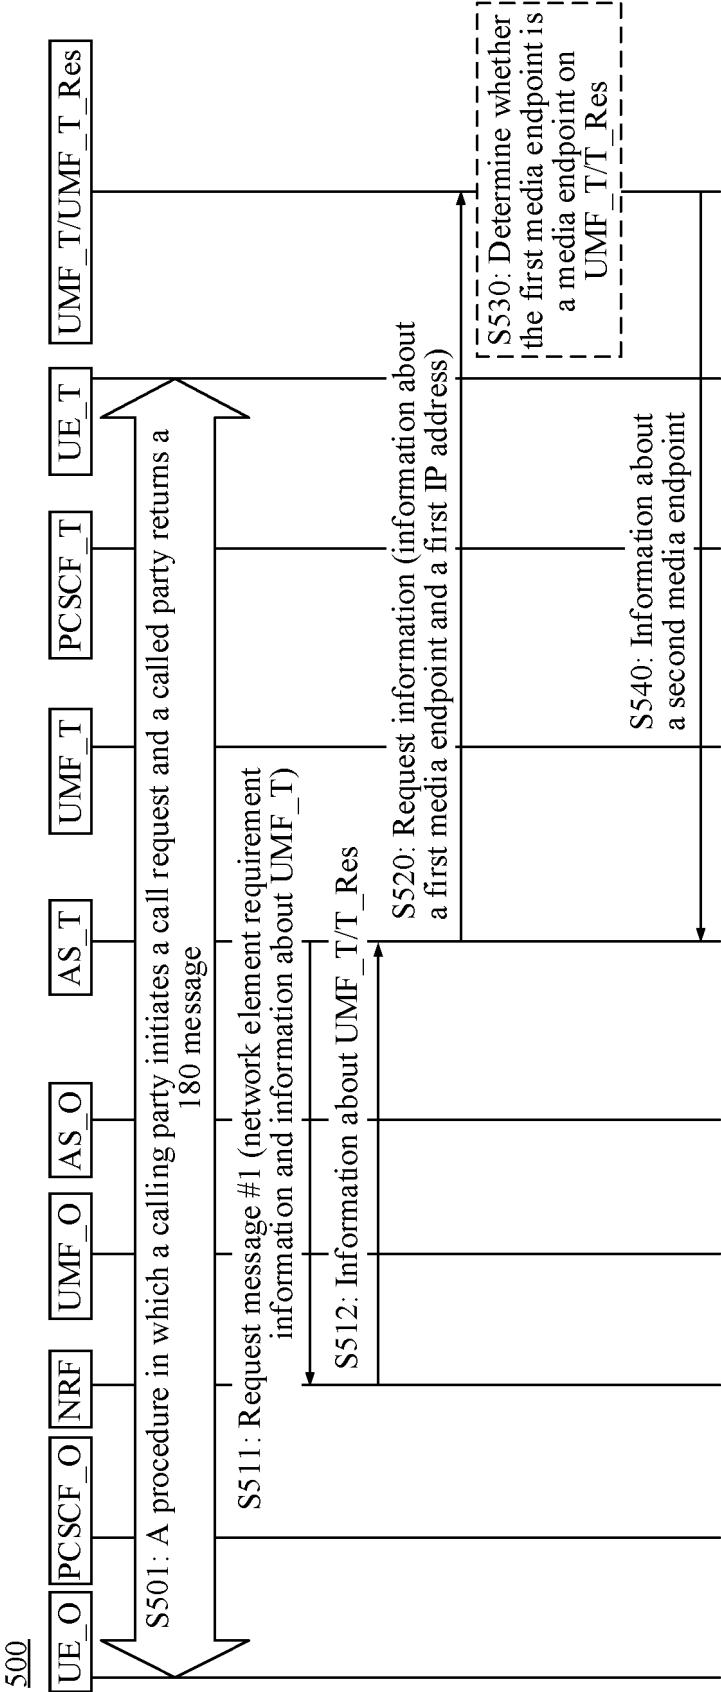 500
UE_O
PCSCF_O
NRF
UMF_O
AS_O
AS_T
UMF_T
PCSCF_T
UE_T
UMF_T/UMF_T_Res
S501: A procedure in which a calling party initiates a call request and a called party returns a
180 message
S511: Request message #1 (network element requirement
information and information about UMF_T)
S512: Information about UMF_T/T_Res
S520: Request information (information about
a first media endpoint and a first IP address)
S530: Determine whether
the first media endpoint is
a media endpoint on
UMF_T/T_Res
S540: Information about
a second media endpoint